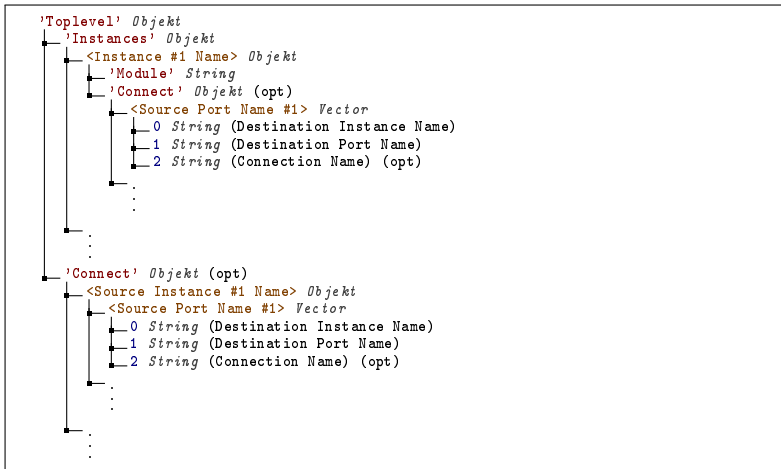 'Toplevel' Objekt
'Instances' Objekt
<Instance #1 Name> Objekt
'Module' String
'Connect' Objekt (opt)
<Source Port Name #1> Vector
0 String (Destination Instance Name)
1 String (Destination Port Name)
2 String (Connection Name) (opt)
.
.
.
.
.
.
'Connect' Objekt (opt)
<Source Instance #1 Name> Objekt
<Source Port Name #1> Vector
0 String (Destination Instance Name)
1 String (Destination Port Name)
2 String (Connection Name) (opt)
.
.
.
.
.
.